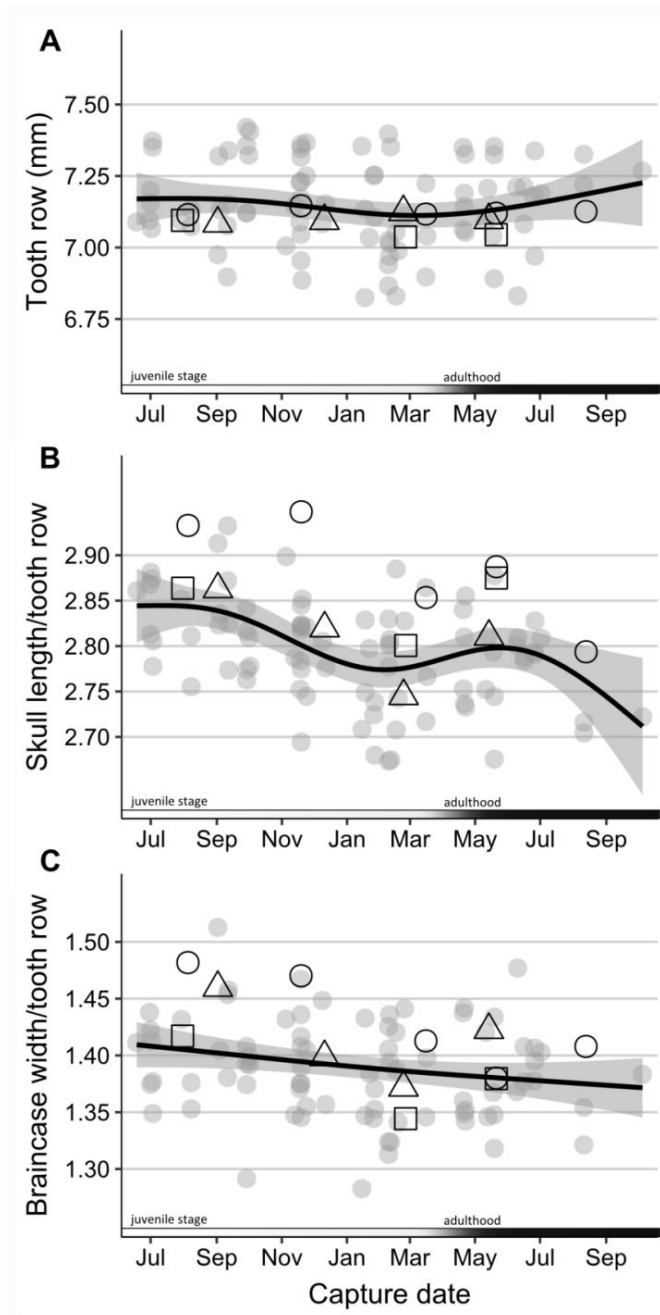 A
Tooth row (mm)
7.50
7.25
7.00
6.75
juvenile stage
adulthood
Jul Sep Nov Jan Mar May Jul Sep
B
Skull length/tooth row
2.90
2.85
2.80
2.75
2.70
juvenile stage
adulthood
Jul Sep Nov Jan Mar May Jul Sep
C
Braincase width/tooth row
1.50
1.45
1.40
1.35
1.30
juvenile stage
adulthood
Jul Sep Nov Jan Mar May Jul Sep
Capture date